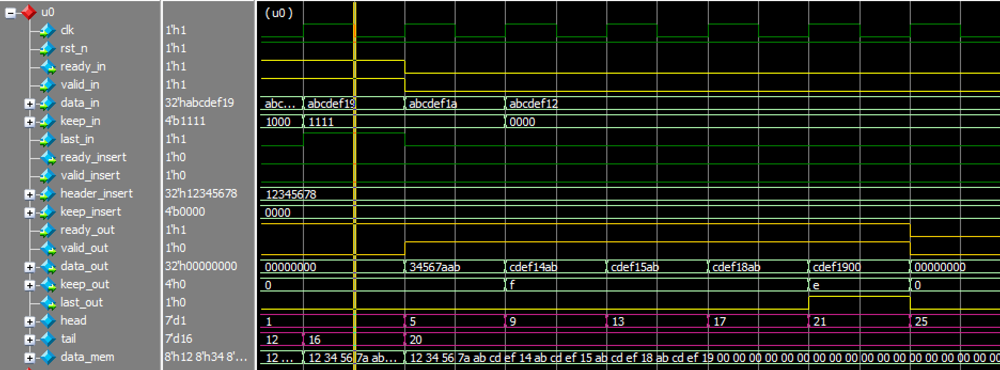 u0 (u0)
clk 1'h1
rst_n 1'h1
ready_in 1'h1
valid_in 1'h1
data_in 32'habcdef19 abc... abcdef19 abcdef1a abcdef12
keep_in 4'b1111 1000 1111 0000
last_in 1'h1
ready_insert 1'h0
valid_insert 1'h0
header_insert 32'h12345678 12345678
keep_insert 4'b0000 0000
ready_out 1'h1
valid_out 1'h0
data_out 32'h00000000 00000000 34567aab cdef14ab cdef15ab cdef18ab cdef1900 00000000
keep_out 4'h0 0 f e 0
last_out 1'h0
head 7'd1 1 5 9 13 17 21 25
tail 7'd16 12 16 20
data_mem 8'h12 8'h34 8'... 12 ... 12 34 56 7a ab... 12 34 56 7a ab cd ef 14 ab cd ef 15 ab cd ef 18 ab cd ef 19 00 00 00 00 00 00 00 00 00 00 00 00